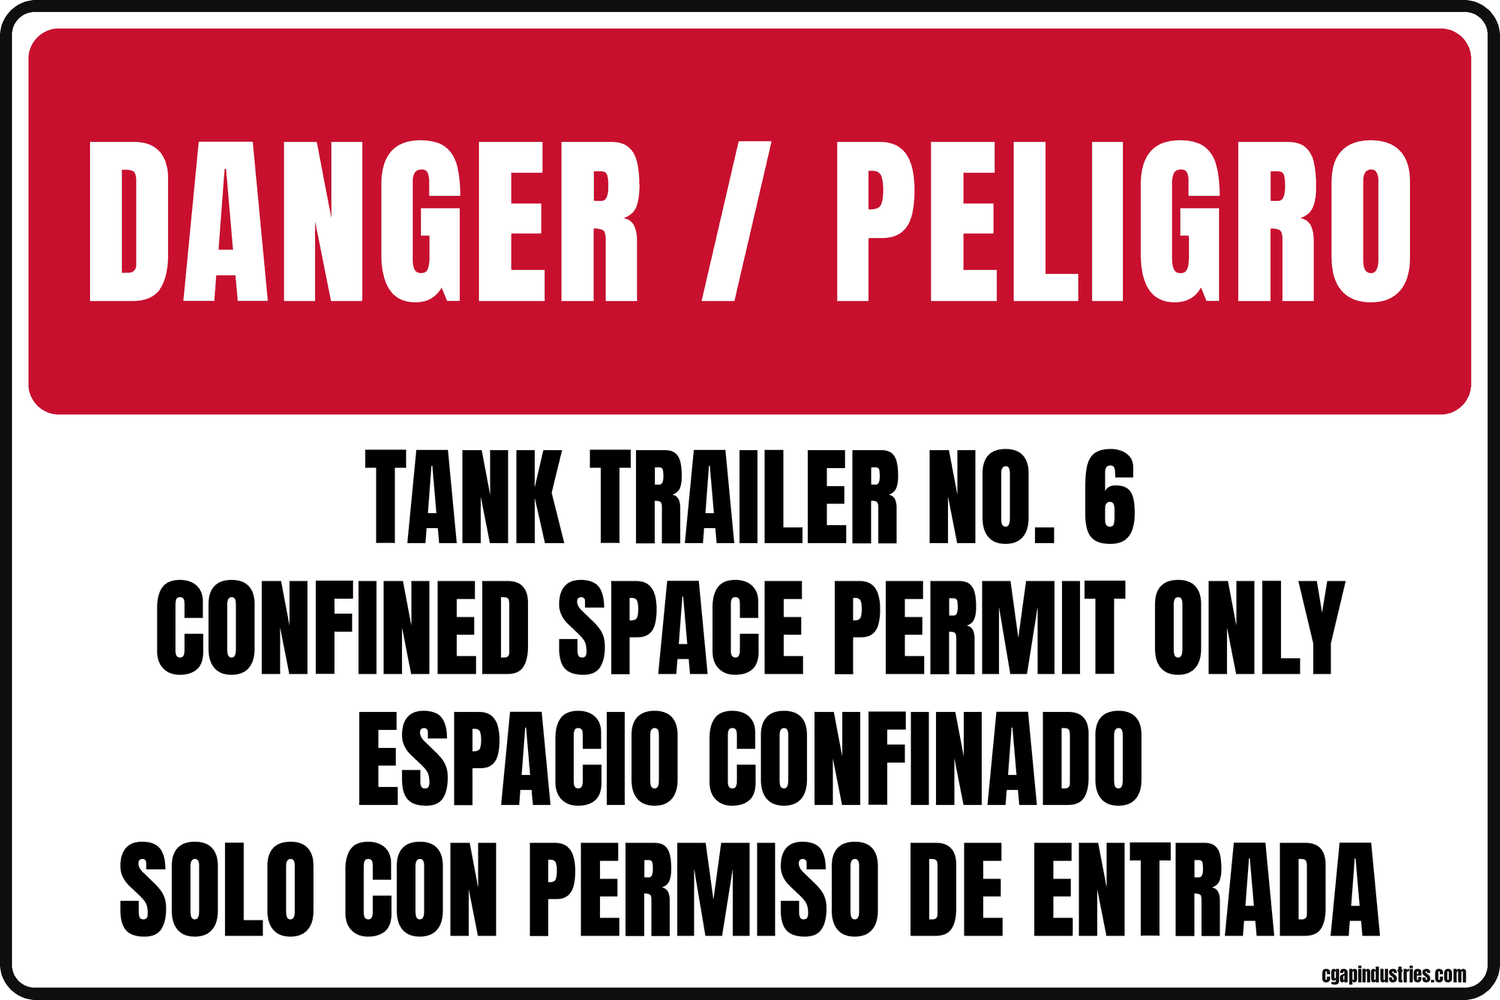 DANGER / PELIGRO
TANK TRAILER NO. 6
CONFINED SPACE PERMIT ONLY
ESPACIO CONFINADO
SOLO CON PERMISO DE ENTRADA
cgapindustries.com